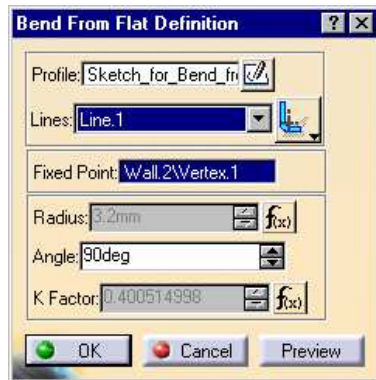 Bend From Flat Definition ? X
Profile: Sketch_for_Bend_fr
Lines: Line.1
Fixed Point: Wall.2\Vertex.1
Radius: 3.2mm f(x)
Angle: 90deg
K Factor: 0.400514998 f(x)
OK Cancel Preview